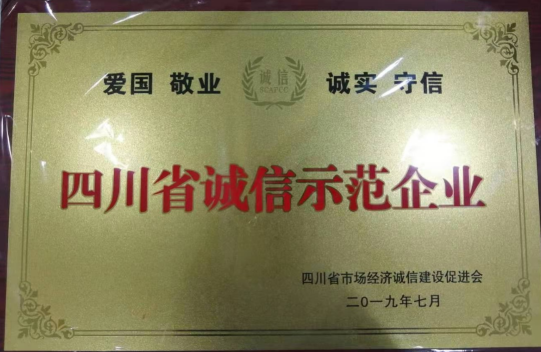 爱国 敬业 诚信 诚实 守信
四川省诚信示范企业
四川省市场经济诚信建设促进会
二0一九年七月